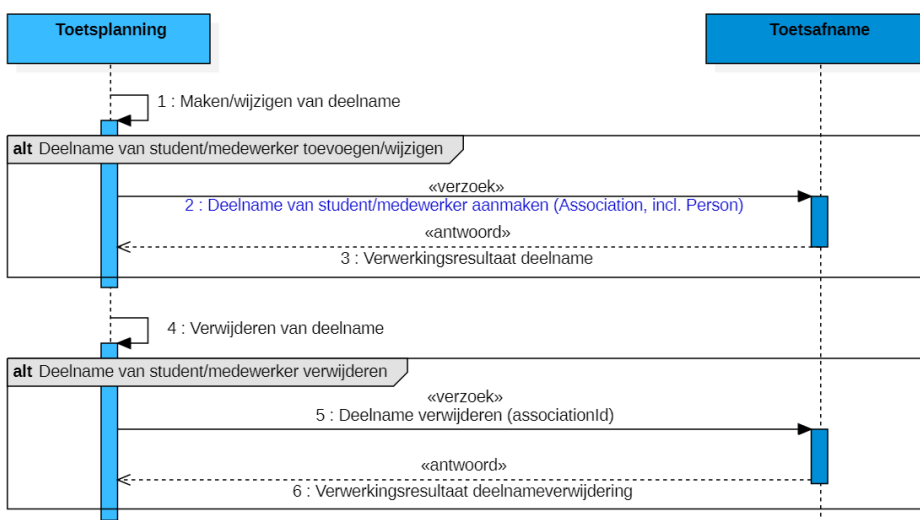 Toetsplanning
Toetsafname
1 : Maken/wijzigen van deelname
alt Deelname van student/medewerker toevoegen/wijzigen
«verzoek»
2 : Deelname van student/medewerker aanmaken (Association, incl. Person)
«antwoord»
3 : Verwerkingsresultaat deelname
4 : Verwijderen van deelname
alt Deelname van student/medewerker verwijderen
«verzoek»
5 : Deelname verwijderen (associationId)
«antwoord»
6 : Verwerkingsresultaat deelnameverwijdering